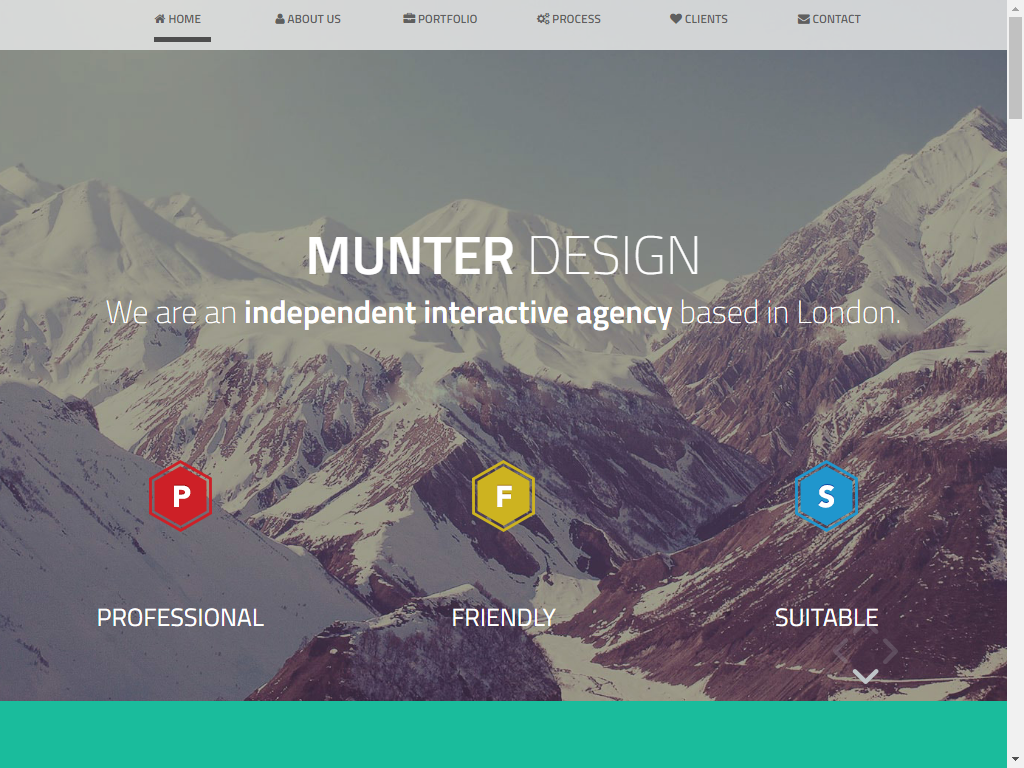 HOME ABOUT US PORTFOLIO PROCESS CLIENTS CONTACT
MUNTER DESIGN
We are an independent interactive agency based in London.
P F S
PROFESSIONAL FRIENDLY SUITABLE